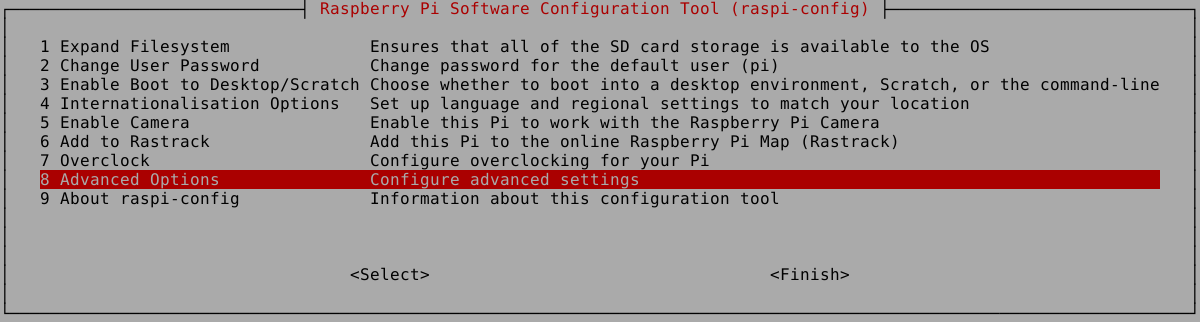 Raspberry Pi Software Configuration Tool (raspi-config)
1 Expand Filesystem Ensures that all of the SD card storage is available to the OS
2 Change User Password Change password for the default user (pi)
3 Enable Boot to Desktop/Scratch Choose whether to boot into a desktop environment, Scratch, or the command-line
4 Internationalisation Options Set up language and regional settings to match your location
5 Enable Camera Enable this Pi to work with the Raspberry Pi Camera
6 Add to Rastrack Add this Pi to the online Raspberry Pi Map (Rastrack)
7 Overclock Configure overclocking for your Pi
8 Advanced Options Configure advanced settings
9 About raspi-config Information about this configuration tool
<Select> <Finish>